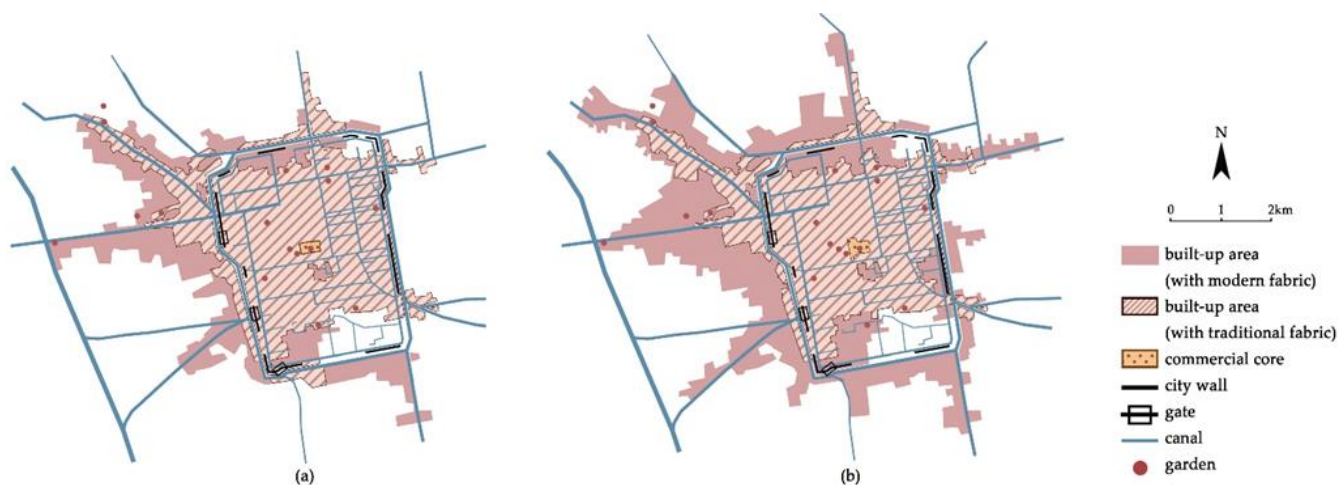 N
0 1 2km
built-up area
(with modern fabric)
built-up area
(with traditional fabric)
commercial core
city wall
gate
canal
garden
(a)
(b)